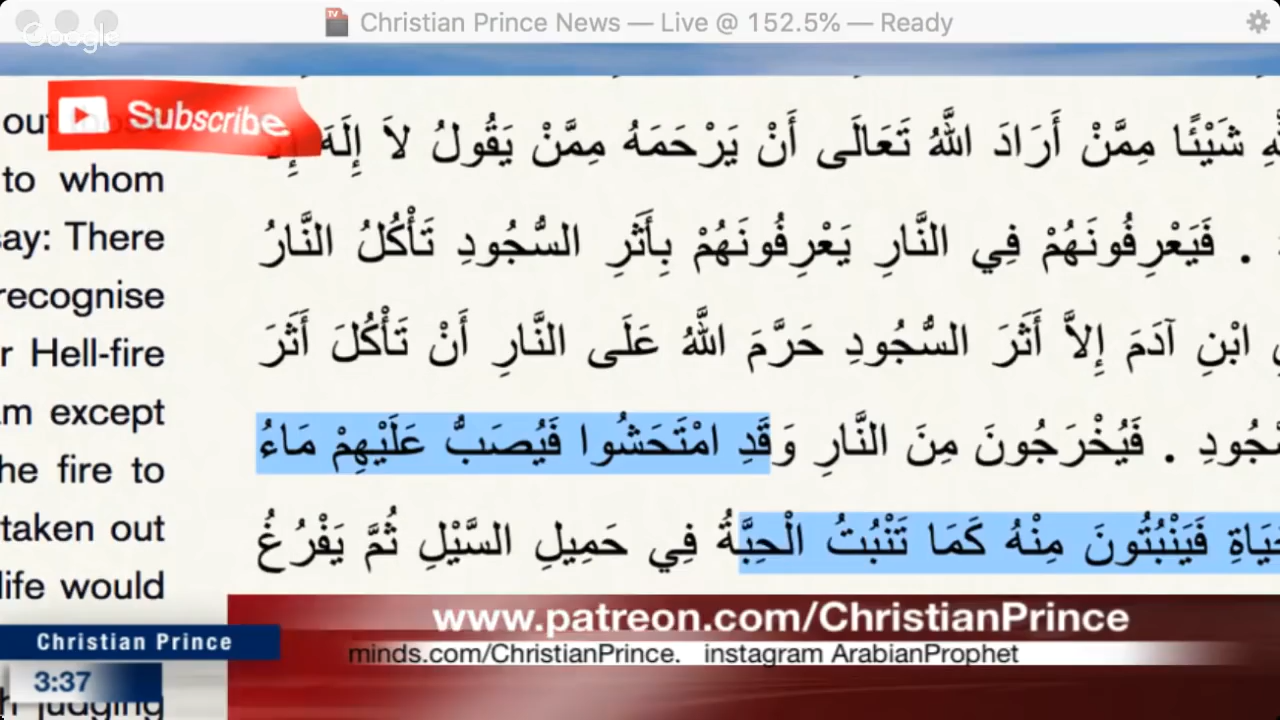 Christian Prince News — Live @ 152.5% — Ready
Google
Subscribe
out those
to whom
say: There
recognise
r Hell-fire
m except
he fire to
taken out
life would
judging
شَيْئًا مِمَّنْ أَرَادَ اللَّهُ تَعَالَى أَنْ يَرْحَمَهُ مِمَّنْ يَقُولُ لاَ إِلَهَ
. فَيَعْرِفُونَهُمْ فِي النَّارِ يَعْرِفُونَهُمْ بِأَثَرِ السُّجُودِ تَأْكُلُ النَّارُ
ابْنِ آدَمَ إِلاَّ أَثَرَ السُّجُودِ حَرَّمَ اللَّهُ عَلَى النَّارِ أَنْ تَأْكُلَ أَثَرَ
سُّجُودِ . فَيُخْرَجُونَ مِنَ النَّارِ وَقَدِ امْتَحَشُوا فَيُصَبُّ عَلَيْهِمْ مَاءُ
حَيَاةِ فَيَنْبُتُونَ مِنْهُ كَمَا تَنْبُتُ الْحِبَّةُ فِي حَمِيلِ السَّيْلِ ثُمَّ يَفْرُغُ
www.patreon.com/ChristianPrince
Christian Prince
minds.com/ChristianPrince. instagram ArabianProphet
3:37